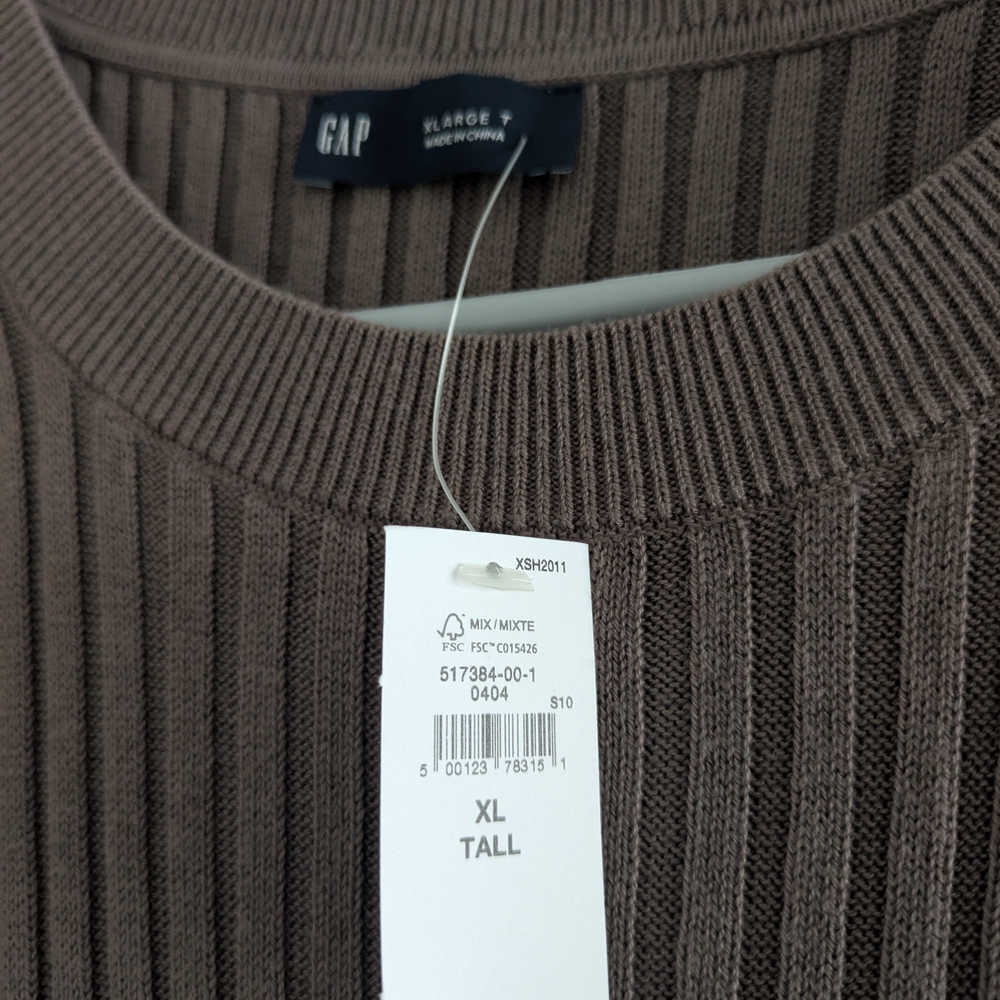 GAP
XLARGE T
MADE IN CHINA
XSH2011
MIX / MIXTE
FSC FSC™ C015426
517384-00-1
0404
S10
5 00123 78315 1
XL
TALL